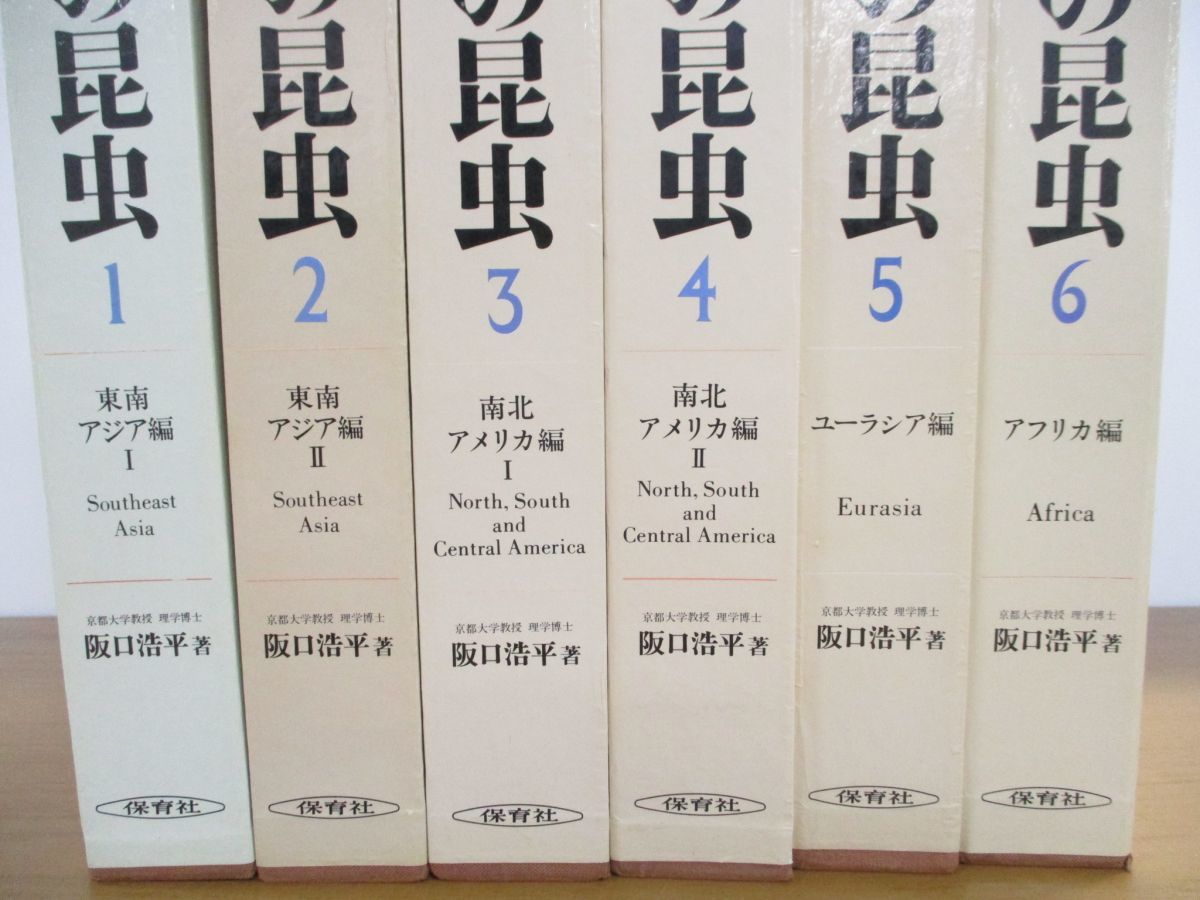 の昆虫
1
東南
アジア編
I
Southeast
Asia
京都大学教授 理学博士
阪口浩平著
保育社
の昆虫
2
東南
アジア編
II
Southeast
Asia
京都大学教授 理学博士
阪口浩平著
保育社
の昆虫
3
南北
アメリカ編
I
North, South
and
Central America
京都大学教授 理学博士
阪口浩平著
保育社
の昆虫
4
南北
アメリカ編
II
North, South
and
Central America
京都大学教授 理学博士
阪口浩平著
保育社
の昆虫
5
ユーラシア編
Eurasia
京都大学教授 理学博士
阪口浩平著
保育社
の昆虫
6
アフリカ編
Africa
京都大学教授 理学博士
阪口浩平著
保育社